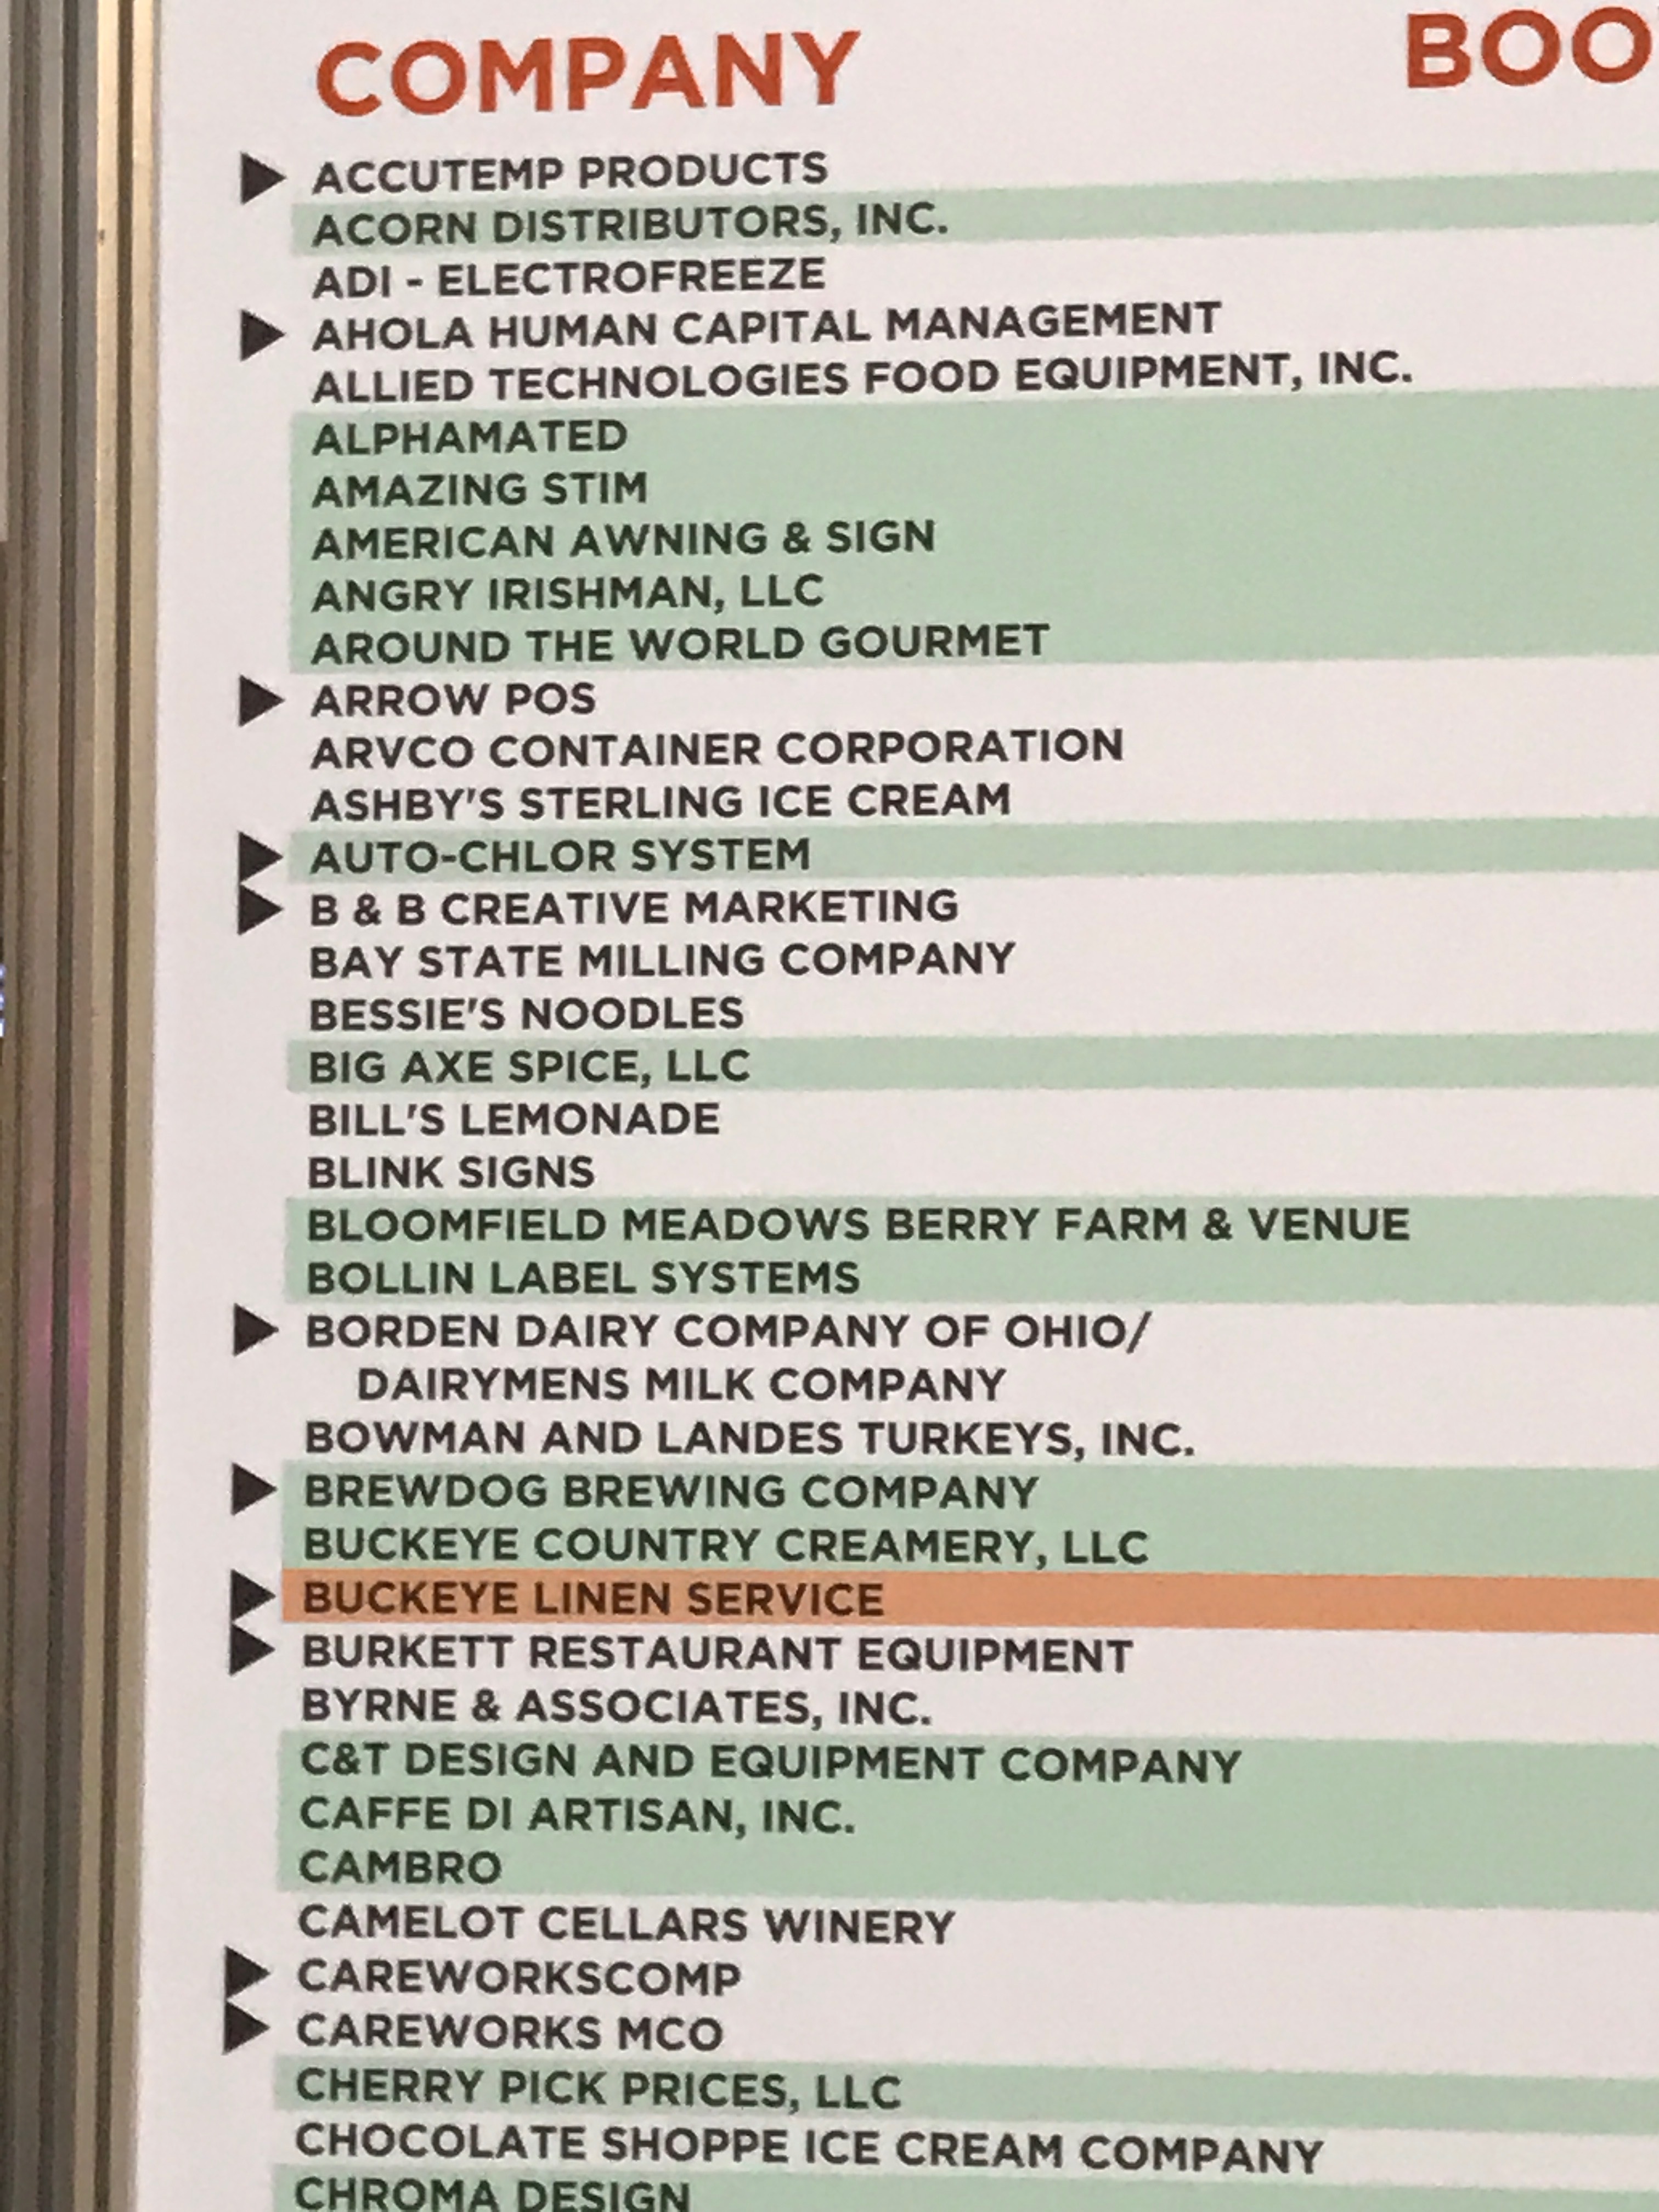 COMPANY BOO
ACCUTEMP PRODUCTS
ACORN DISTRIBUTORS, INC.
ADI - ELECTROFREEZE
AHOLA HUMAN CAPITAL MANAGEMENT
ALLIED TECHNOLOGIES FOOD EQUIPMENT, INC.
ALPHAMATED
AMAZING STIM
AMERICAN AWNING & SIGN
ANGRY IRISHMAN, LLC
AROUND THE WORLD GOURMET
ARROW POS
ARVCO CONTAINER CORPORATION
ASHBY'S STERLING ICE CREAM
AUTO-CHLOR SYSTEM
B & B CREATIVE MARKETING
BAY STATE MILLING COMPANY
BESSIE'S NOODLES
BIG AXE SPICE, LLC
BILL'S LEMONADE
BLINK SIGNS
BLOOMFIELD MEADOWS BERRY FARM & VENUE
BOLLIN LABEL SYSTEMS
BORDEN DAIRY COMPANY OF OHIO/
DAIRYMENS MILK COMPANY
BOWMAN AND LANDES TURKEYS, INC.
BREWDOG BREWING COMPANY
BUCKEYE COUNTRY CREAMERY, LLC
BUCKEYE LINEN SERVICE
BURKETT RESTAURANT EQUIPMENT
BYRNE & ASSOCIATES, INC.
C&T DESIGN AND EQUIPMENT COMPANY
CAFFE DI ARTISAN, INC.
CAMBRO
CAMELOT CELLARS WINERY
CAREWORKSCOMP
CAREWORKS MCO
CHERRY PICK PRICES, LLC
CHOCOLATE SHOPPE ICE CREAM COMPANY
CHROMA DESIGN